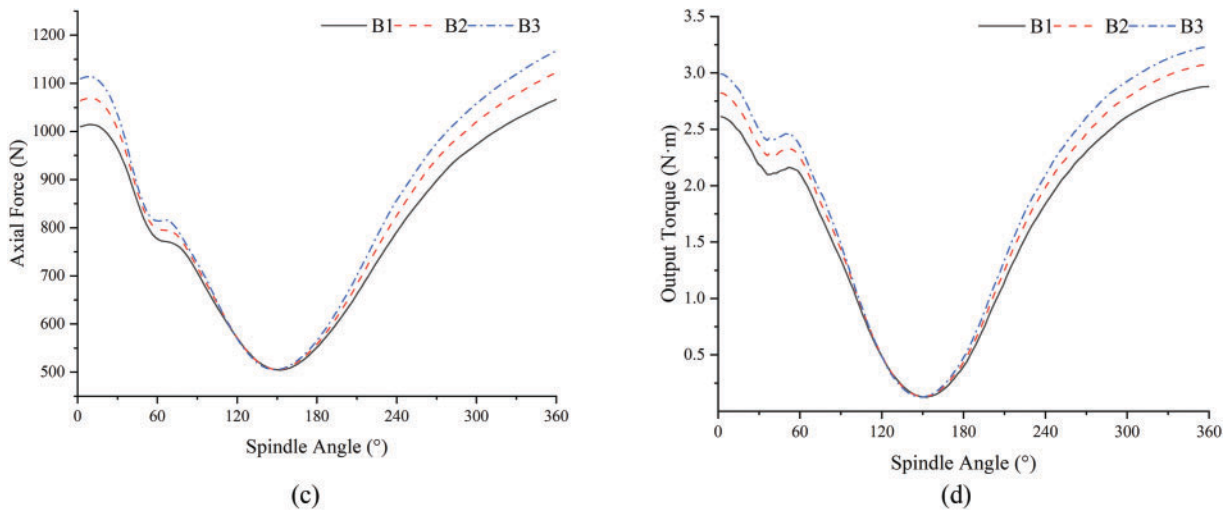 B1 B2 B3
1200
1100
1000
900
800
700
600
500
Axial Force (N)
0 60 120 180 240 300 360
Spindle Angle (°)
(c)
B1 B2 B3
3.5
3.0
2.5
2.0
1.5
1.0
0.5
Output Torque (N·m)
0 60 120 180 240 300 360
Spindle Angle (°)
(d)